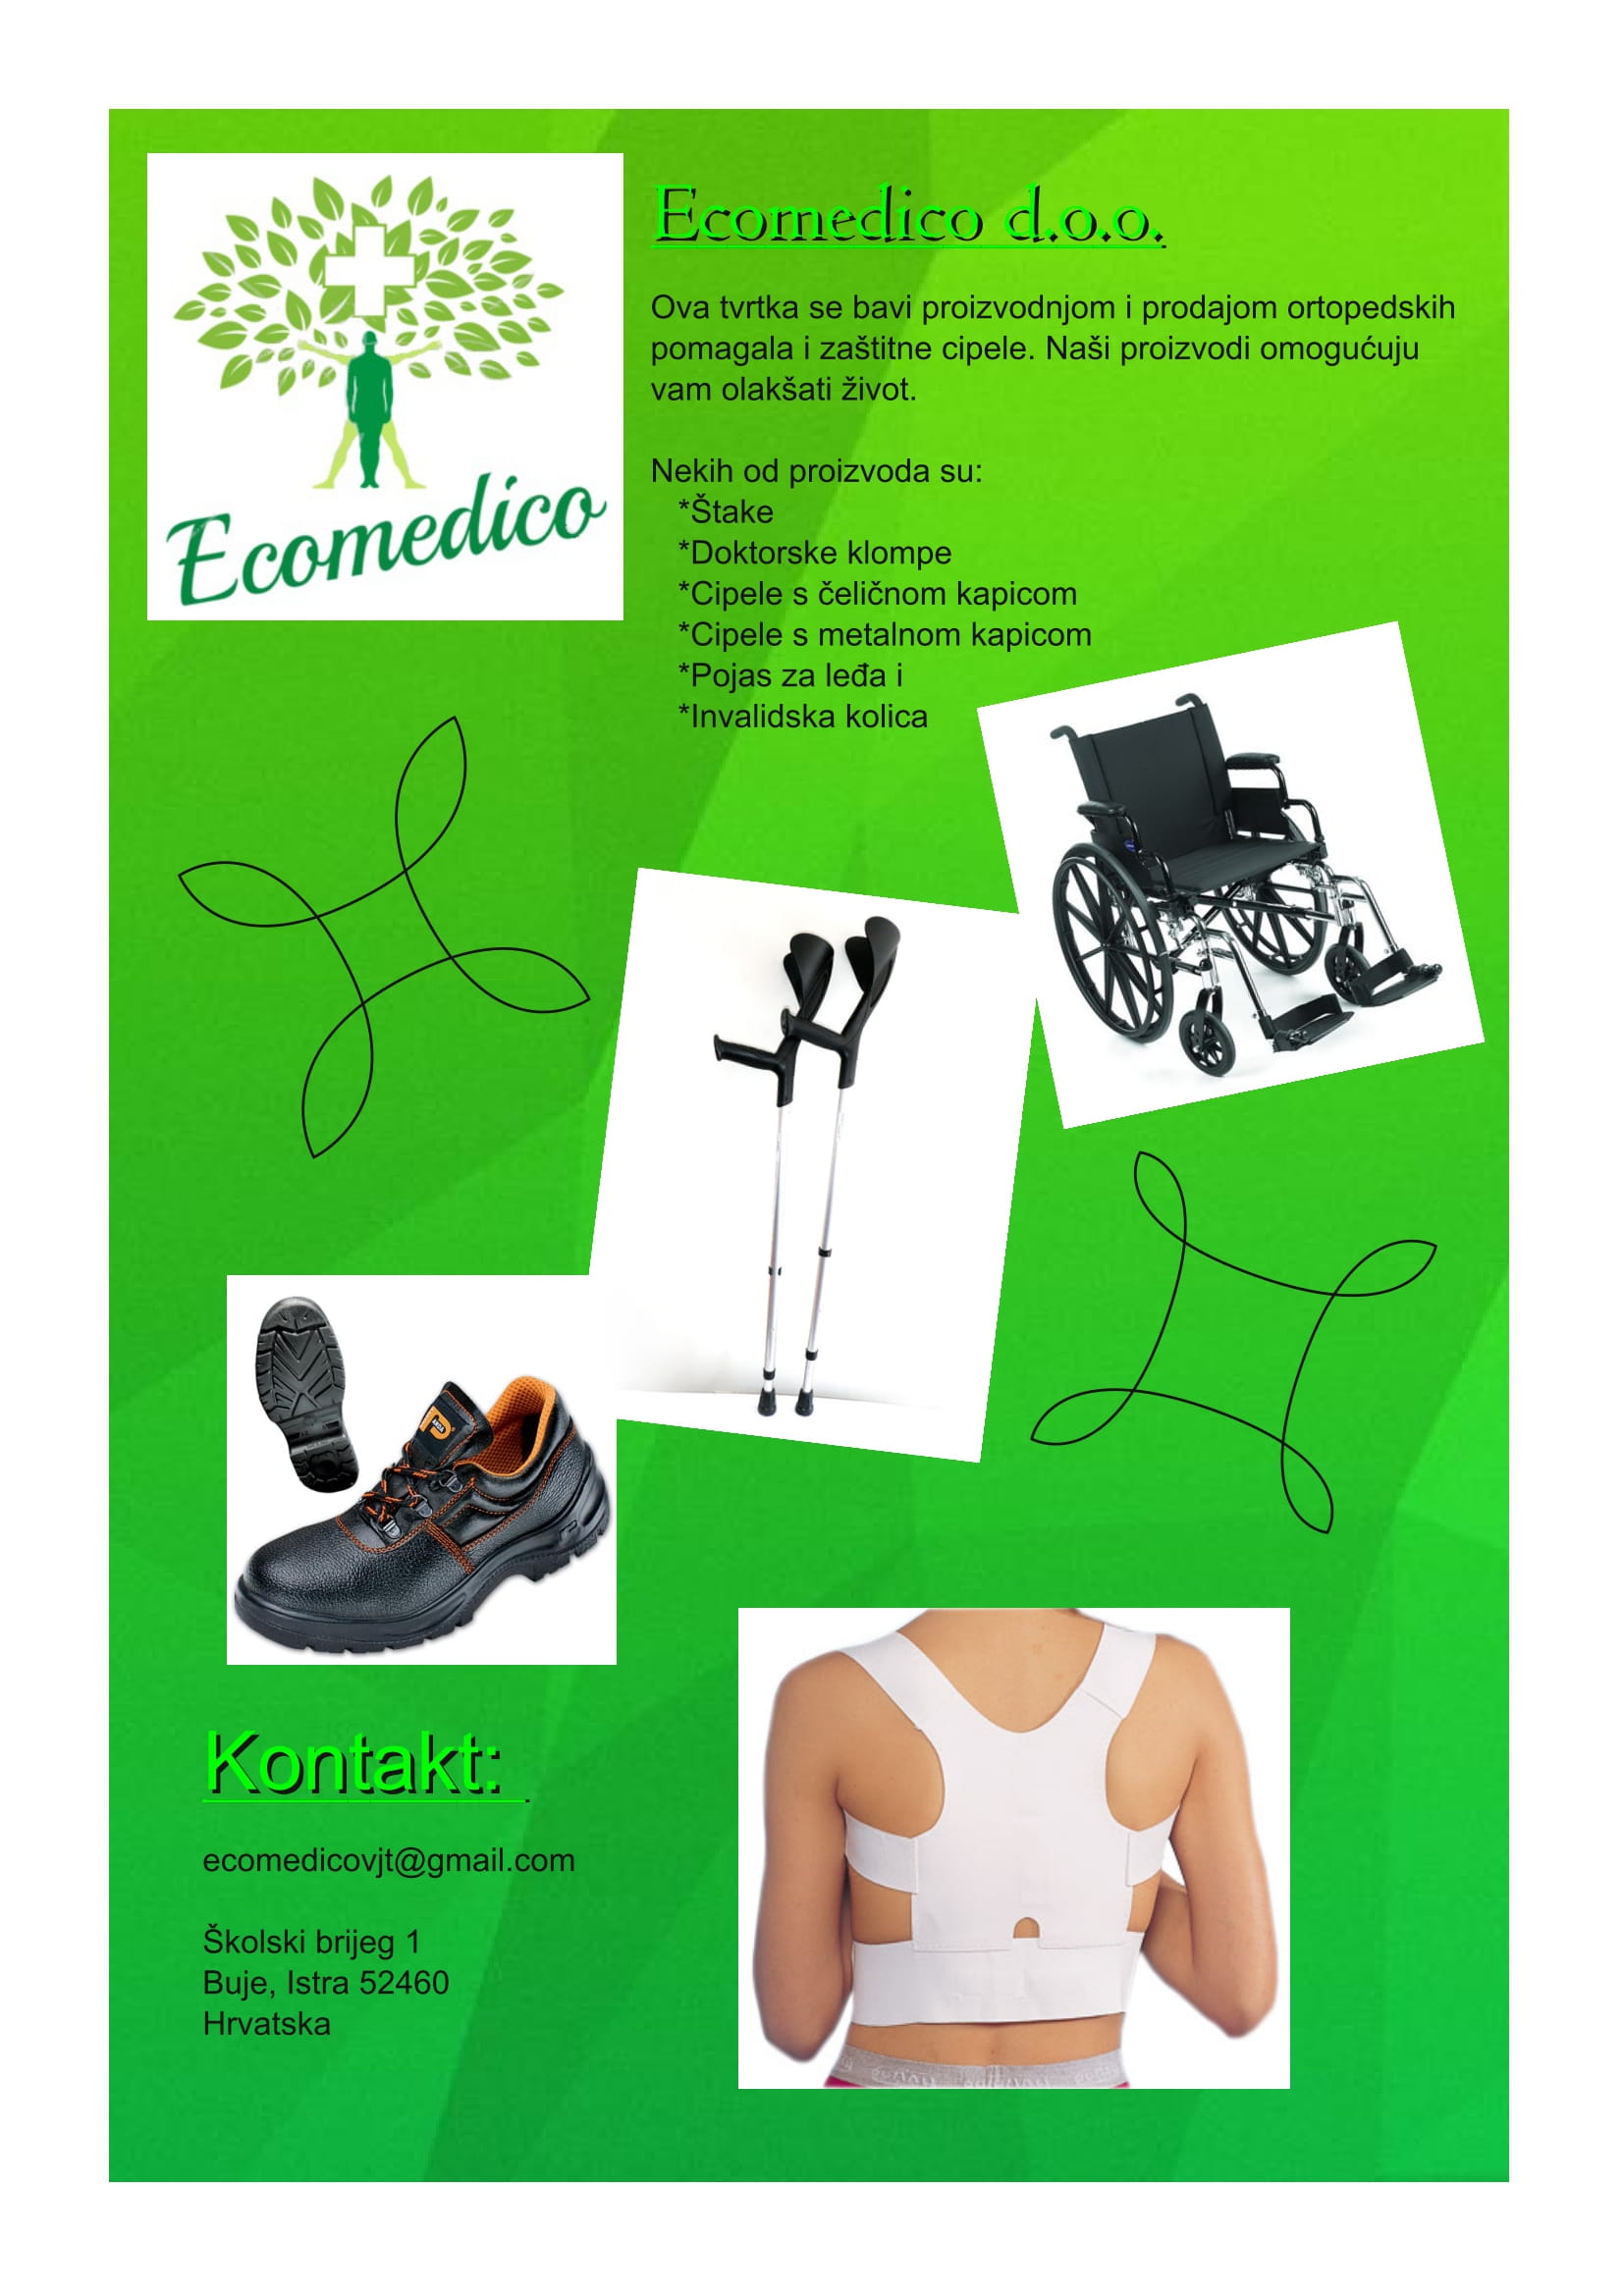 Ecomedico
Ecomedico d.o.o.
Ova tvrtka se bavi proizvodnjom i prodajom ortopedskih
pomagala i zaštitne cipele. Naši proizvodi omogućuju
vam olakšati život.
Nekih od proizvoda su:
*Štake
*Doktorske klompe
*Cipele s čeličnom kapicom
*Cipele s metalnom kapicom
*Pojas za leđa i
*Invalidska kolica
Kontakt:
ecomedicovjt@gmail.com
Školski brijeg 1
Buje, Istra 52460
Hrvatska